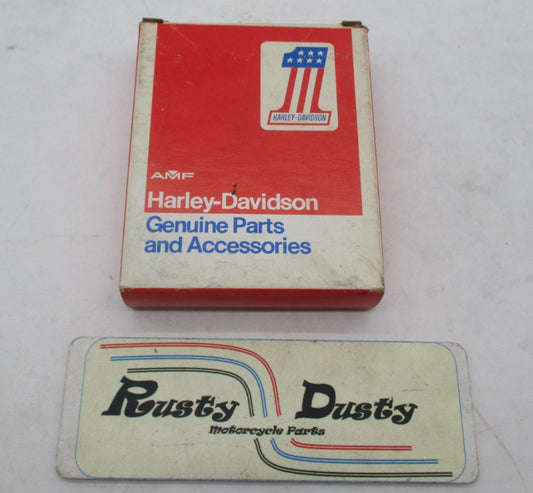 HARLEY-DAVIDSON
AMF
Harley-Davidson
Genuine Parts
and Accessories
Rusty Dusty
Motorcycle Parts